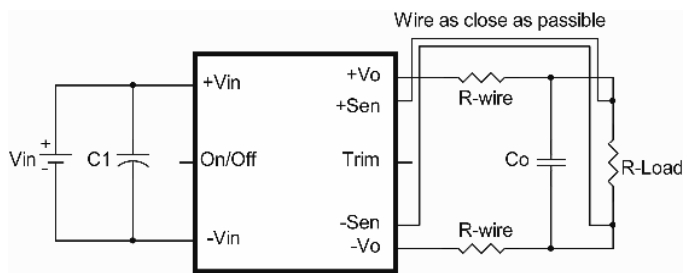 Wire as close as passible
+Vin
+Vo
R-wire
+Sen
Vin
+
-
C1
On/Off
Trim
Co
R-Load
-Sen
-Vin
-Vo
R-wire